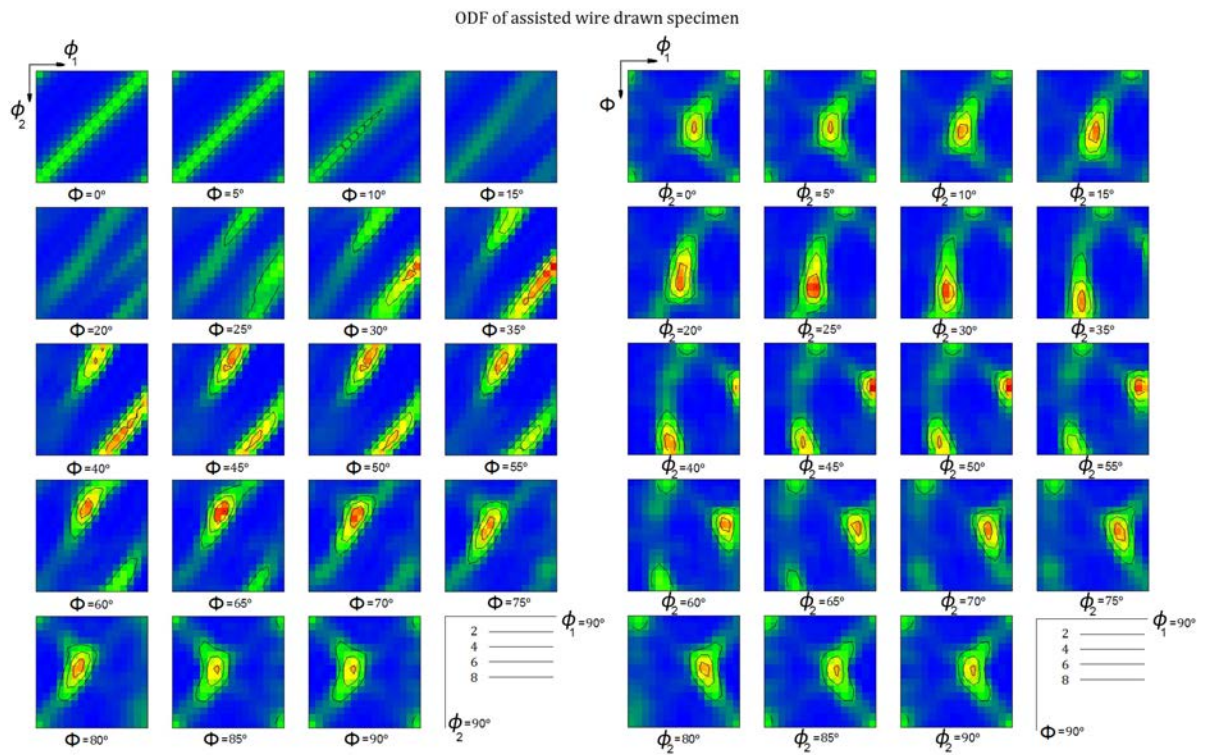 ODF of assisted wire drawn specimen
ϕ1
ϕ2
Φ=0° Φ=5° Φ=10° Φ=15°
Φ=20° Φ=25° Φ=30° Φ=35°
Φ=40° Φ=45° Φ=50° Φ=55°
Φ=60° Φ=65° Φ=70° Φ=75°
ϕ1=90°
2
4
6
8
ϕ2=90°
Φ=80° Φ=85° Φ=90°
ϕ1
Φ
ϕ2=0° ϕ2=5° ϕ2=10° ϕ2=15°
ϕ2=20° ϕ2=25° ϕ2=30° ϕ2=35°
ϕ2=40° ϕ2=45° ϕ2=50° ϕ2=55°
ϕ2=60° ϕ2=65° ϕ2=70° ϕ2=75°
ϕ1=90°
2
4
6
8
Φ=90°
ϕ2=80° ϕ2=85° ϕ2=90°